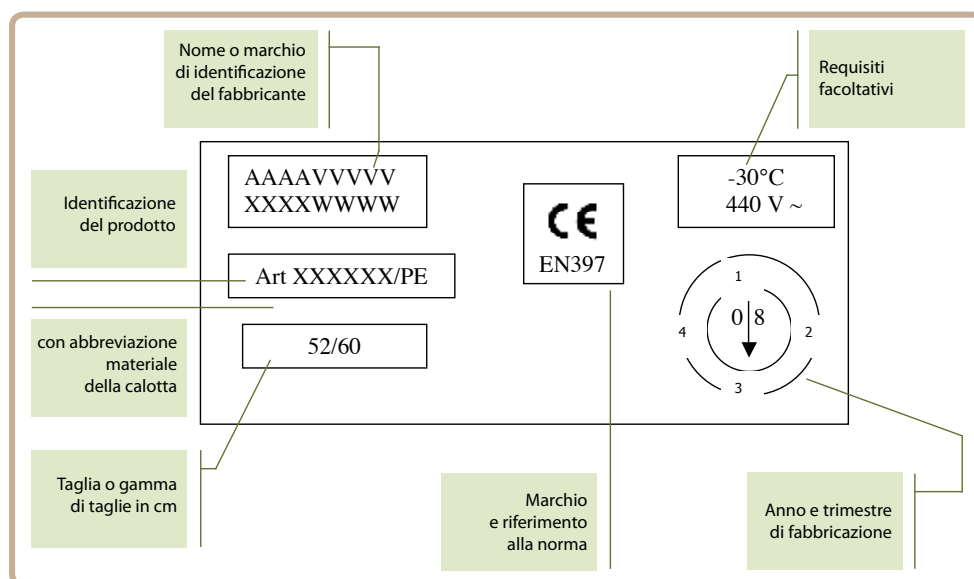 Nome o marchio
di identificazione
del fabbricante
Requisiti
facoltativi
Identificazione
del prodotto
con abbreviazione
materiale
della calotta
Taglia o gamma
di taglie in cm
AAAAVVVVV
XXXXWWWW
Art XXXXXX/PE
52/60
CE
EN397
-30°C
440 V ~
1
0 8
4
2
3
Marchio
e riferimento
alla norma
Anno e trimestre
di fabbricazione